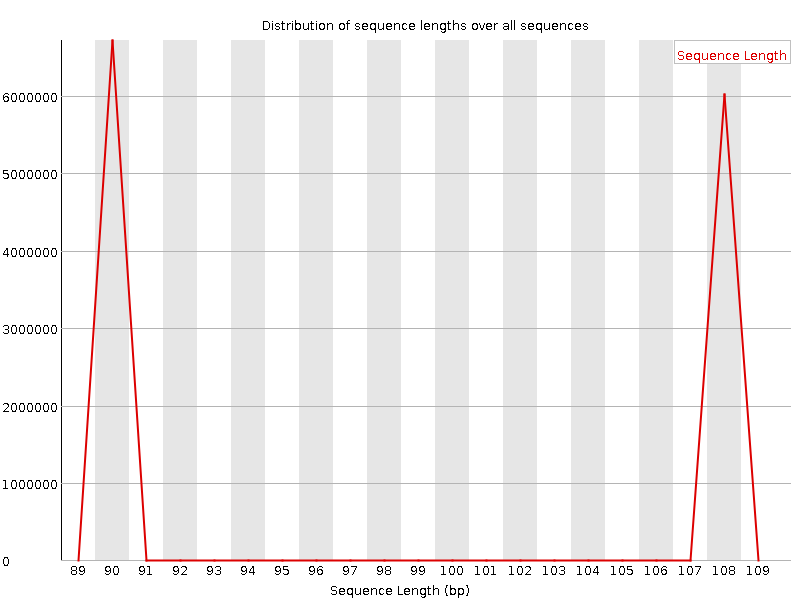 Distribution of sequence lengths over all sequences
Sequence Length
6000000
5000000
4000000
3000000
2000000
1000000
0
89 90 91 92 93 94 95 96 97 98 99 100 101 102 103 104 105 106 107 108 109
Sequence Length (bp)